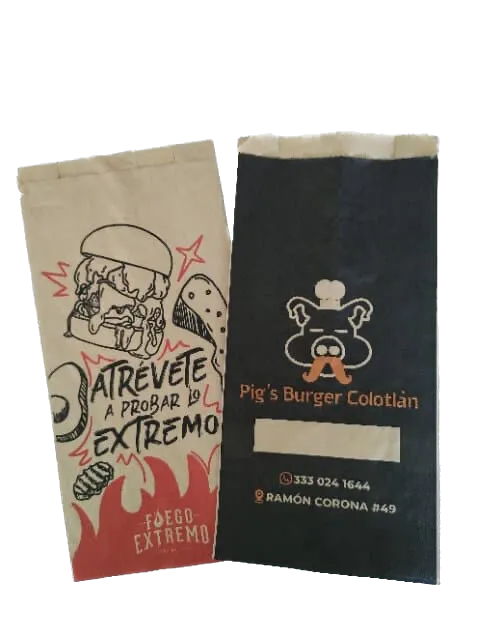 ATRÉVETE
A PROBAR LO
EXTREMO
FUEGO
EXTREMO
Pig's Burger Colotlán
333 024 1644
RAMÓN CORONA #49